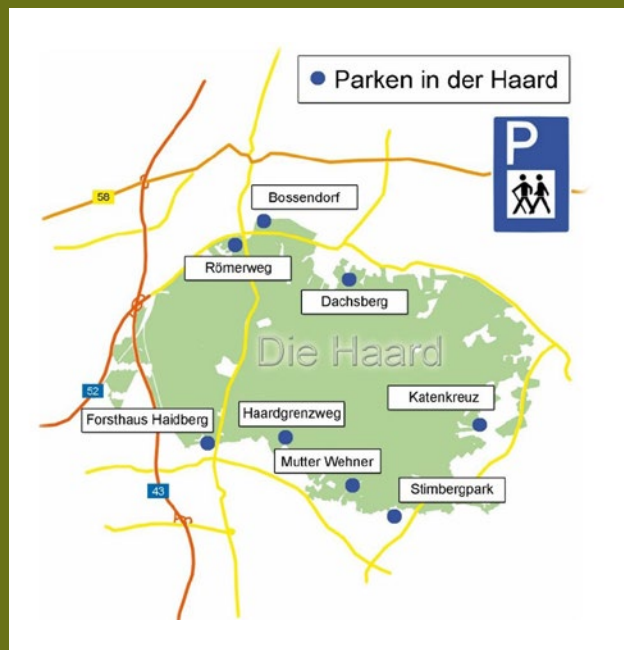 Parken in der Haard
P
58
Bossendorf
Römerweg
Dachsberg
Die Haard
52
Katenkreuz
Haardgrenzweg
Forsthaus Haidberg
Mutter Wehner
43
Stimbergpark